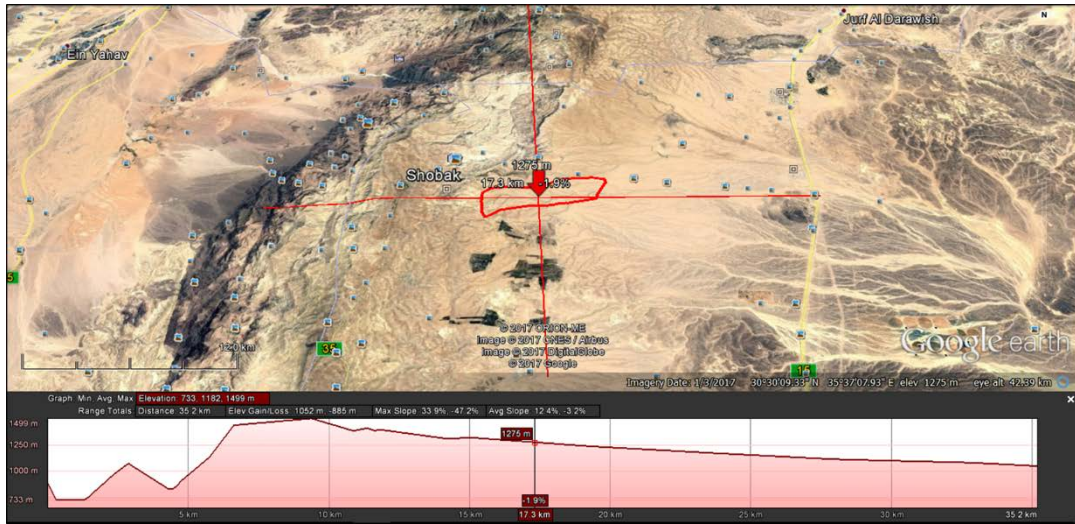 Jurf Al Darawish
N
Ein Yahav
1275 m
Shobak
17.3 km -1.9%
5
© 2017 ORION-ME
Image © 2017 CNES / Airbus
Image © 2017 DigitalGlobe
© 2017 Google
Google earth
12.0 km
35
15
Imagery Date: 1/3/2017 30°30'09.33" N 35°37'07.93" E elev 1275 m eye alt 42.39 km
Graph: Min, Avg, Max Elevation: 733, 1182, 1499 m
Range Totals: Distance: 35.2 km Elev Gain/Loss: 1052 m, -885 m Max Slope: 33.9%, -47.2% Avg Slope: 12.4%, -3.2%
1499 m
1275 m
1250 m
1000 m
733 m
-1.9%
5 km 10 km 17.3 km 20 km 25 km 30 km 35.2 km